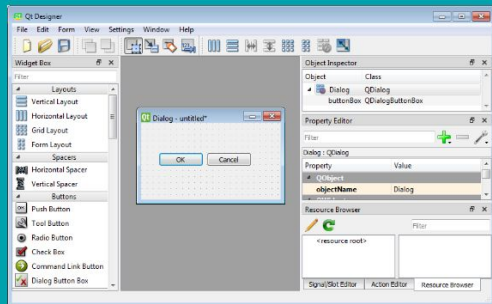 Qt Designer
File Edit Form View Settings Window Help
Widget Box
Filter
Layouts
Vertical Layout
Horizontal Layout
Grid Layout
Form Layout
Spacers
Horizontal Spacer
Vertical Spacer
Buttons
Push Button
Tool Button
Radio Button
Check Box
Command Link Button
Dialog Button Box
Dialog - untitled*
OK Cancel
Object Inspector
Object Class
Dialog QDialog
buttonBox QDialogButtonBox
Property Editor
Filter
Dialog : QDialog
Property Value
QObject
objectName Dialog
Resource Browser
Filter
<resource root>
Signal/Slot Editor Action Editor Resource Browser